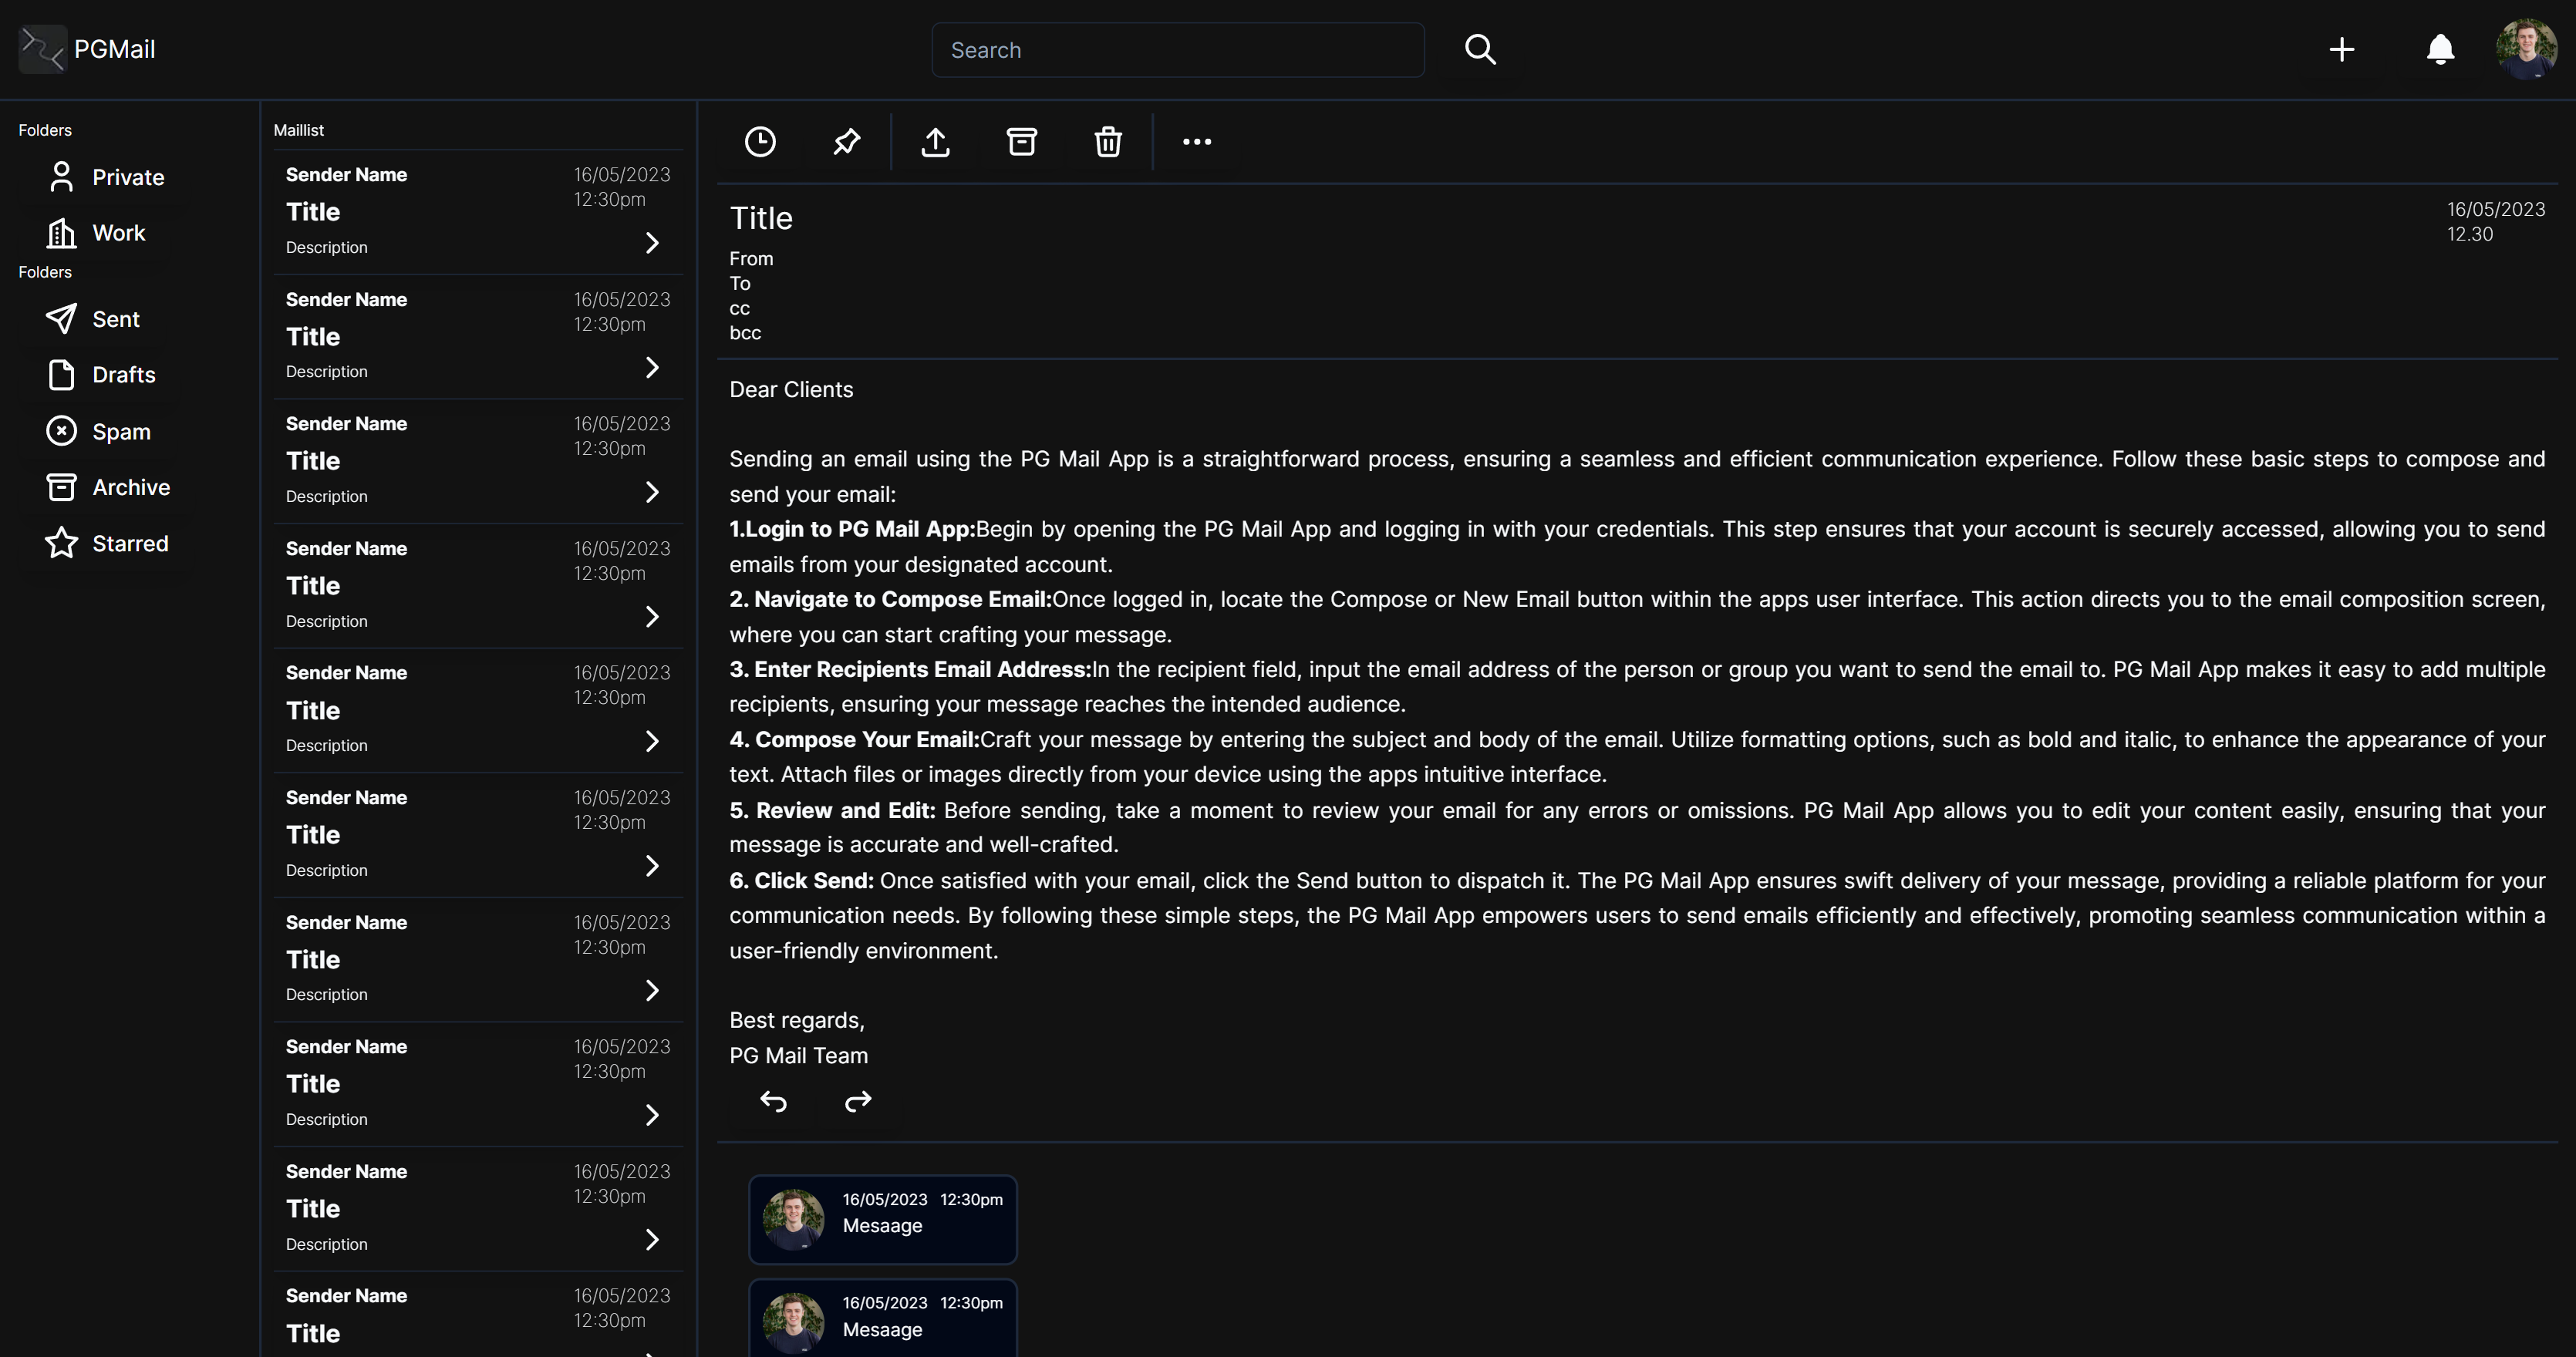 PGMail
Search
Folders
Private
Work
Folders
Sent
Drafts
Spam
Archive
Starred
Maillist
Sender Name
16/05/2023
12:30pm
Title
Description
Sender Name
16/05/2023
12:30pm
Title
Description
Sender Name
16/05/2023
12:30pm
Title
Description
Sender Name
16/05/2023
12:30pm
Title
Description
Sender Name
16/05/2023
12:30pm
Title
Description
Sender Name
16/05/2023
12:30pm
Title
Description
Sender Name
16/05/2023
12:30pm
Title
Description
Sender Name
16/05/2023
12:30pm
Title
Description
Sender Name
16/05/2023
12:30pm
Title
Description
Sender Name
16/05/2023
12:30pm
Title
Title
16/05/2023
12.30
From
To
cc
bcc
Dear Clients
Sending an email using the PG Mail App is a straightforward process, ensuring a seamless and efficient communication experience. Follow these basic steps to compose and
send your email:
1.Login to PG Mail App:Begin by opening the PG Mail App and logging in with your credentials. This step ensures that your account is securely accessed, allowing you to send
emails from your designated account.
2. Navigate to Compose Email:Once logged in, locate the Compose or New Email button within the apps user interface. This action directs you to the email composition screen,
where you can start crafting your message.
3. Enter Recipients Email Address:In the recipient field, input the email address of the person or group you want to send the email to. PG Mail App makes it easy to add multiple
recipients, ensuring your message reaches the intended audience.
4. Compose Your Email:Craft your message by entering the subject and body of the email. Utilize formatting options, such as bold and italic, to enhance the appearance of your
text. Attach files or images directly from your device using the apps intuitive interface.
5. Review and Edit: Before sending, take a moment to review your email for any errors or omissions. PG Mail App allows you to edit your content easily, ensuring that your
message is accurate and well-crafted.
6. Click Send: Once satisfied with your email, click the Send button to dispatch it. The PG Mail App ensures swift delivery of your message, providing a reliable platform for your
communication needs. By following these simple steps, the PG Mail App empowers users to send emails efficiently and effectively, promoting seamless communication within a
user-friendly environment.
Best regards,
PG Mail Team
16/05/2023 12:30pm
Mesaage
16/05/2023 12:30pm
Mesaage